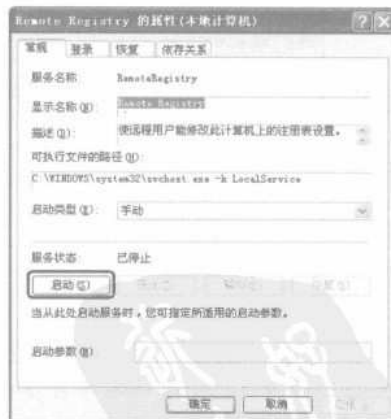 Remote Registry 的属性(本地计算机)
常规 登录 恢复 依存关系
服务名称: RemoteRegistry
显示名称(N): Remote Registry
描述(D): 使远程用户能修改此计算机上的注册表设置。
可执行文件的路径(H):
C:\WINDOWS\system32\svchost.exe -k LocalService
启动类型(E): 手动
服务状态: 已停止
启动(S)
当从此处启动服务时，您可指定所适用的启动参数。
启动参数(M):
确定 取消